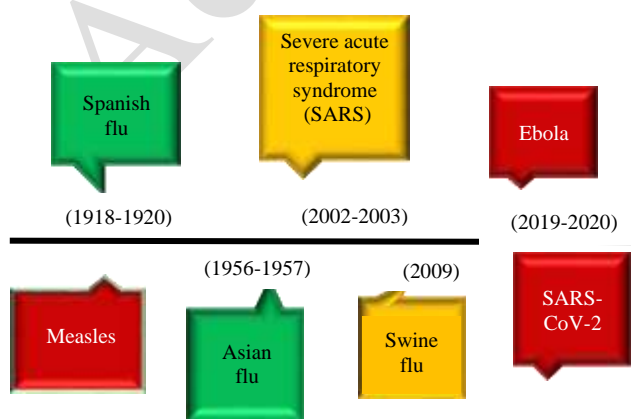 Severe acute
respiratory
syndrome
(SARS)
Spanish
flu
Ebola
(1918-1920)
(2002-2003)
(2019-2020)
(1956-1957)
(2009)
Measles
Asian
flu
Swine
flu
SARS-
CoV-2